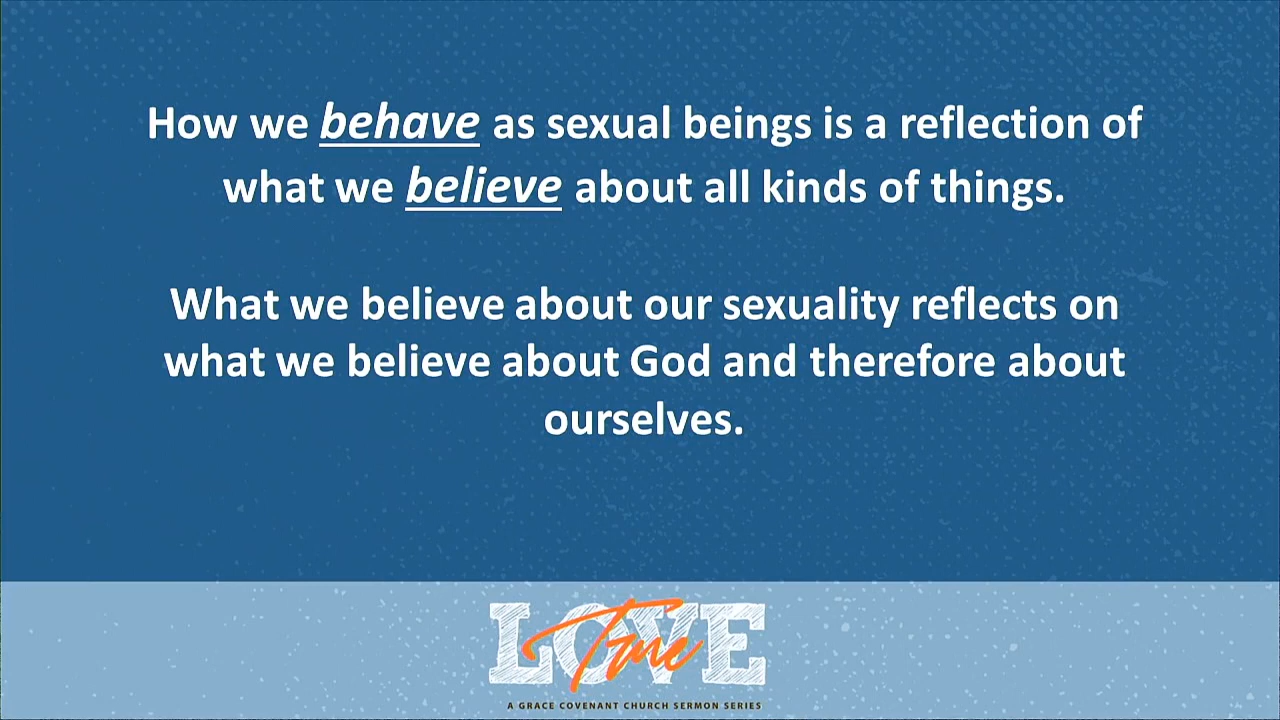 How we behave as sexual beings is a reflection of
what we believe about all kinds of things.
What we believe about our sexuality reflects on
what we believe about God and therefore about
ourselves.
LOVE
True
A GRACE COVENANT CHURCH SERMON SERIES